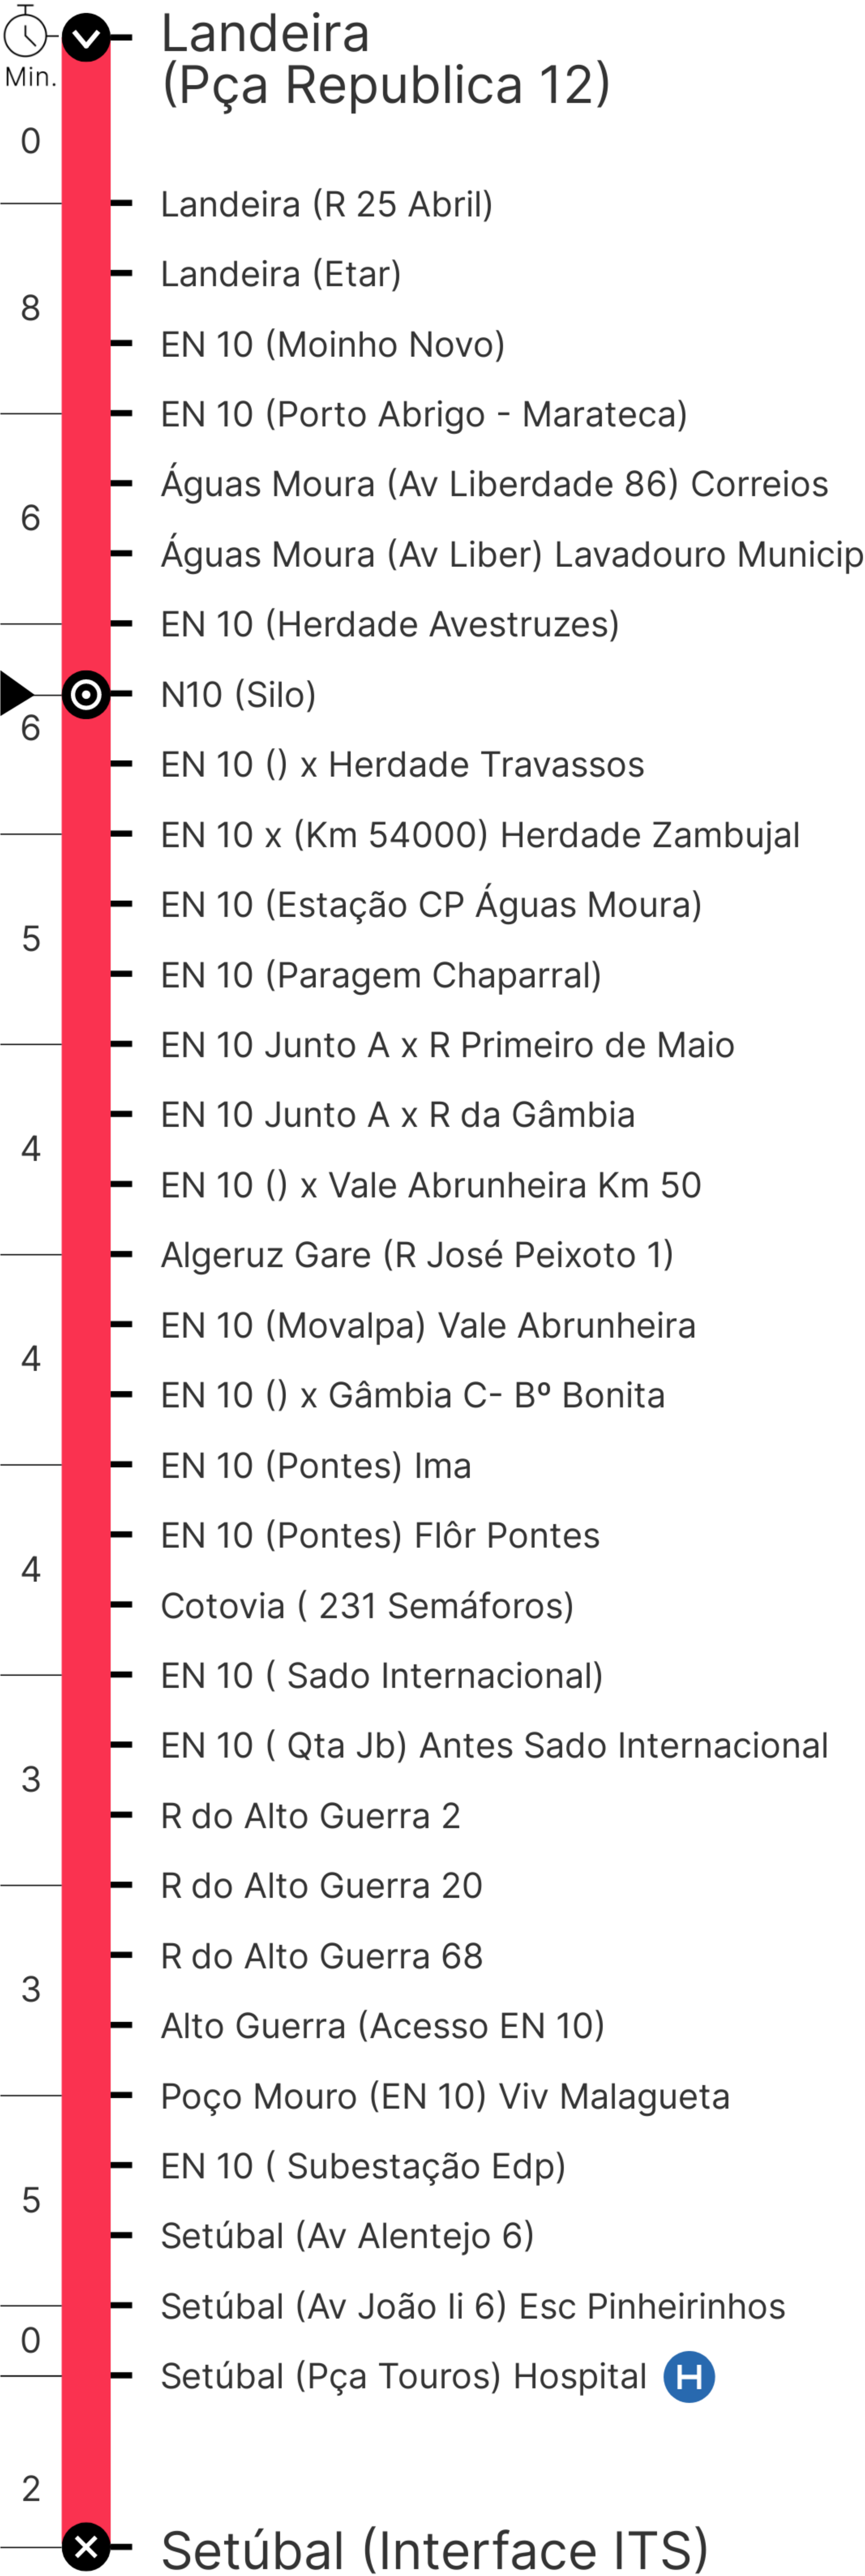 Landeira
(Pça Republica 12)
Min.
0
Landeira (R 25 Abril)
Landeira (Etar)
8
EN 10 (Moinho Novo)
EN 10 (Porto Abrigo - Marateca)
Águas Moura (Av Liberdade 86) Correios
6
Águas Moura (Av Liber) Lavadouro Municip
EN 10 (Herdade Avestruzes)
N10 (Silo)
6
EN 10 () x Herdade Travassos
EN 10 x (Km 54000) Herdade Zambujal
EN 10 (Estação CP Águas Moura)
5
EN 10 (Paragem Chaparral)
EN 10 Junto A x R Primeiro de Maio
EN 10 Junto A x R da Gâmbia
4
EN 10 () x Vale Abrunheira Km 50
Algeruz Gare (R José Peixoto 1)
EN 10 (Movalpa) Vale Abrunheira
4
EN 10 () x Gâmbia C- Bº Bonita
EN 10 (Pontes) Ima
EN 10 (Pontes) Flôr Pontes
4
Cotovia ( 231 Semáforos)
EN 10 ( Sado Internacional)
EN 10 ( Qta Jb) Antes Sado Internacional
3
R do Alto Guerra 2
R do Alto Guerra 20
R do Alto Guerra 68
3
Alto Guerra (Acesso EN 10)
Poço Mouro (EN 10) Viv Malagueta
EN 10 ( Subestação Edp)
5
Setúbal (Av Alentejo 6)
Setúbal (Av João Ii 6) Esc Pinheirinhos
0
Setúbal (Pça Touros) Hospital H
2
Setúbal (Interface ITS)